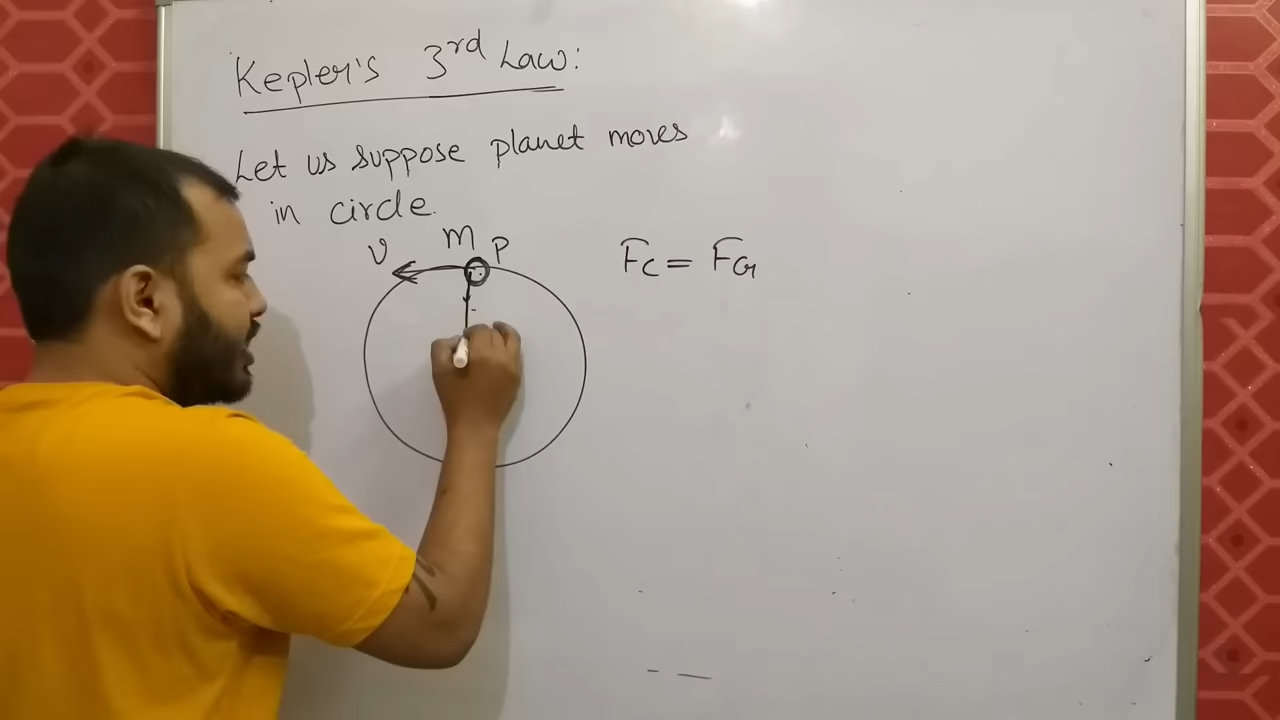 Kepler's 3rd Law:
Let us suppose planet moves
in circle.
v m P
Fc = FG